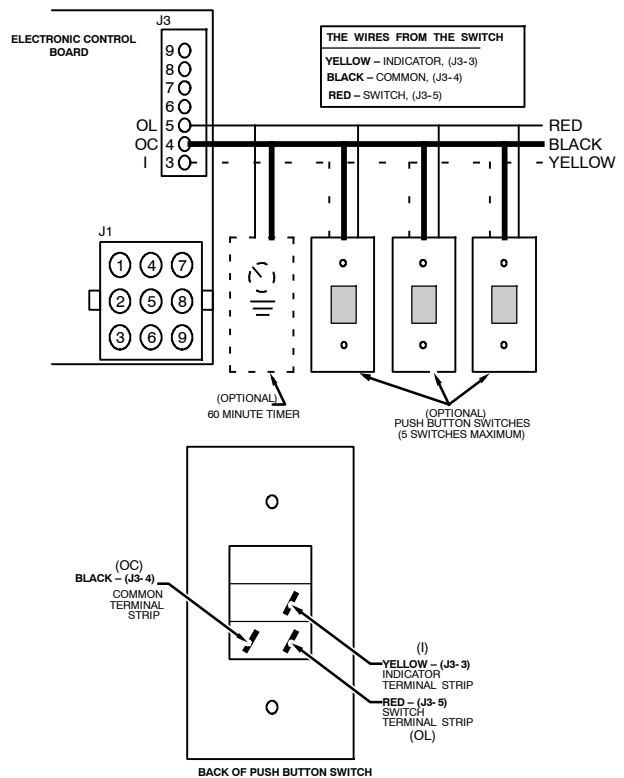 J3
ELECTRONIC CONTROL
BOARD
9
8
7
6
OL 5
OC 4
I 3
THE WIRES FROM THE SWITCH
YELLOW – INDICATOR, (J3-3)
BLACK – COMMON, (J3-4)
RED – SWITCH, (J3-5)
RED
BLACK
YELLOW
J1
1 4 7
2 5 8
3 6 9
(OPTIONAL)
60 MINUTE TIMER
(OPTIONAL)
PUSH BUTTON SWITCHES
(5 SWITCHES MAXIMUM)
(OC)
BLACK – (J3-4)
COMMON
TERMINAL
STRIP
(I)
YELLOW – (J3-3)
INDICATOR
TERMINAL STRIP
RED – (J3-5)
SWITCH
TERMINAL STRIP
(OL)
BACK OF PUSH BUTTON SWITCH